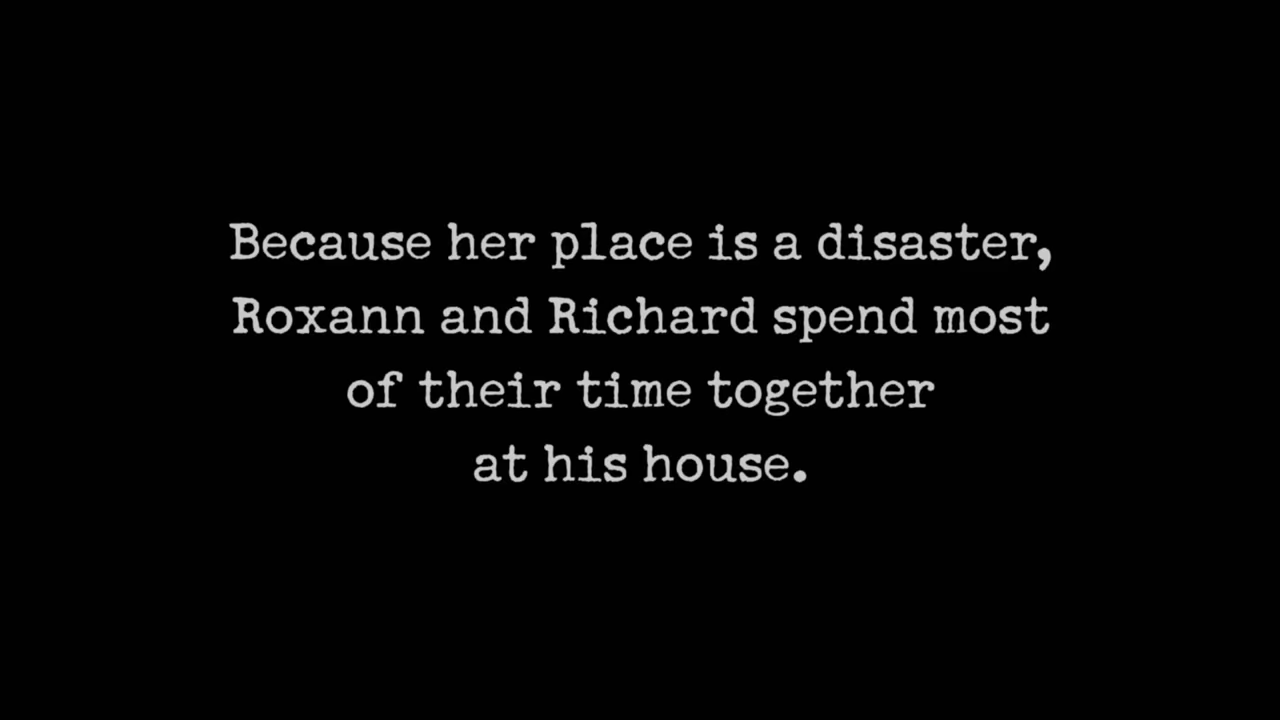 Because her place is a disaster,
Roxann and Richard spend most
of their time together
at his house.